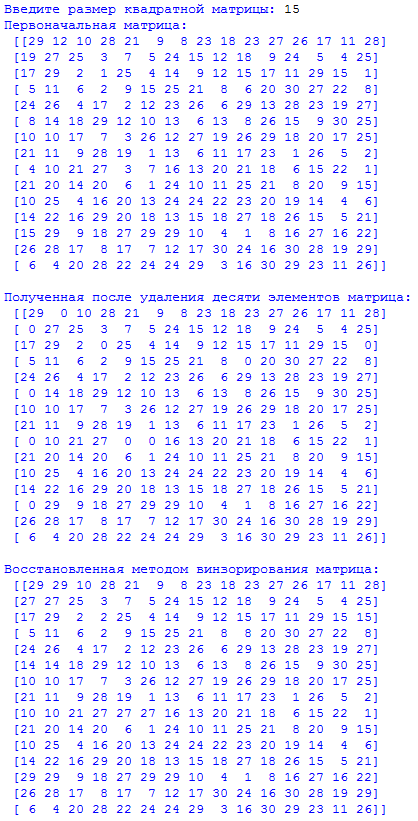 Введите размер квадратной матрицы: 15
Первоначальная матрица:
[[29 12 10 28 21  9  8 23 18 23 27 26 17 11 28]
[19 27 25  3  7  5 24 15 12 18  9 24  5  4 25]
[17 29  2  1 25  4 14  9 12 15 17 11 29 15  1]
[ 5 11  6  2  9 15 25 21  8  6 20 30 27 22  8]
[24 26  4 17  2 12 23 26  6 29 13 28 23 19 27]
[ 8 14 18 29 12 10 13  6 13  8 26 15  9 30 25]
[10 10 17  7  3 26 12 27 19 26 29 18 20 17 25]
[21 11  9 28 19  1 13  6 11 17 23  1 26  5  2]
[ 4 10 21 27  3  7 16 13 20 21 18  6 15 22  1]
[21 20 14 20  6  1 24 10 11 25 21  8 20  9 15]
[10 25  4 16 20 13 24 24 22 23 20 19 14  4  6]
[14 22 16 29 20 18 13 15 18 27 18 26 15  5 21]
[15 29  9 18 27 29 29 10  4  1  8 16 27 16 22]
[26 28 17  8 17  7 12 17 30 24 16 30 28 19 29]
[ 6  4 20 28 22 24 24 29  3 16 30 29 23 11 26]]
Полученная после удаления десяти элементов матрица:
[[29  0 10 28 21  9  8 23 18 23 27 26 17 11 28]
[ 0 27 25  3  7  5 24 15 12 18  9 24  5  4 25]
[17 29  2  0 25  4 14  9 12 15 17 11 29 15  0]
[ 5 11  6  2  9 15 25 21  8  0 20 30 27 22  8]
[24 26  4 17  2 12 23 26  6 29 13 28 23 19 27]
[ 0 14 18 29 12 10 13  6 13  8 26 15  9 30 25]
[10 10 17  7  3 26 12 27 19 26 29 18 20 17 25]
[21 11  9 28 19  1 13  6 11 17 23  1 26  5  2]
[ 0 10 21 27  0  0 16 13 20 21 18  6 15 22  1]
[21 20 14 20  6  1 24 10 11 25 21  8 20  9 15]
[10 25  4 16 20 13 24 24 22 23 20 19 14  4  6]
[14 22 16 29 20 18 13 15 18 27 18 26 15  5 21]
[ 0 29  9 18 27 29 29 10  4  1  8 16 27 16 22]
[26 28 17  8 17  7 12 17 30 24 16 30 28 19 29]
[ 6  4 20 28 22 24 24 29  3 16 30 29 23 11 26]]
Восстановленная методом винзорирования матрица:
[[29 29 10 28 21  9  8 23 18 23 27 26 17 11 28]
[27 27 25  3  7  5 24 15 12 18  9 24  5  4 25]
[17 29  2  2 25  4 14  9 12 15 17 11 29 15 15]
[ 5 11  6  2  9 15 25 21  8  8 20 30 27 22  8]
[24 26  4 17  2 12 23 26  6 29 13 28 23 19 27]
[14 14 18 29 12 10 13  6 13  8 26 15  9 30 25]
[10 10 17  7  3 26 12 27 19 26 29 18 20 17 25]
[21 11  9 28 19  1 13  6 11 17 23  1 26  5  2]
[10 10 21 27 27 27 16 13 20 21 18  6 15 22  1]
[21 20 14 20  6  1 24 10 11 25 21  8 20  9 15]
[10 25  4 16 20 13 24 24 22 23 20 19 14  4  6]
[14 22 16 29 20 18 13 15 18 27 18 26 15  5 21]
[29 29  9 18 27 29 29 10  4  1  8 16 27 16 22]
[26 28 17  8 17  7 12 17 30 24 16 30 28 19 29]
[ 6  4 20 28 22 24 24 29  3 16 30 29 23 11 26]]